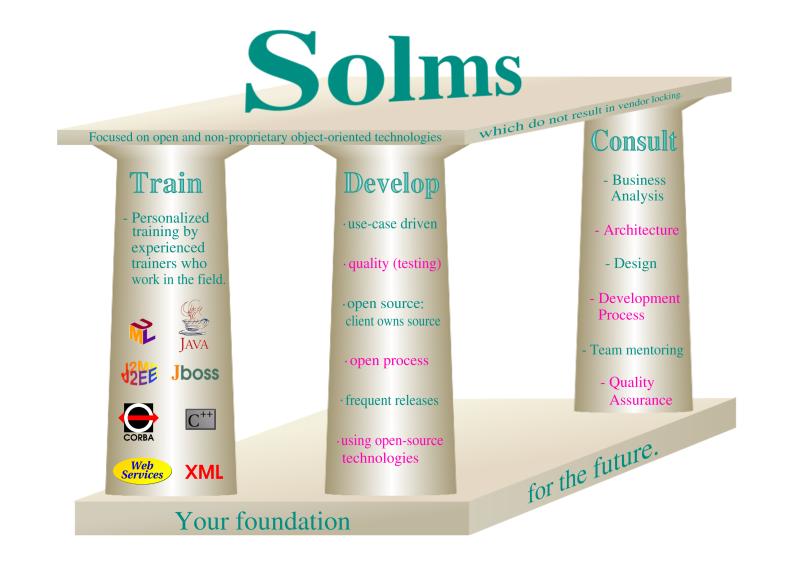 Solms
Focused on open and non-proprietary object-oriented technologies
which do not result in vendor locking.
Train
- Personalized
training by
experienced
trainers who
work in the field.
UML
JAVA
J2ME
J2EE
Jboss
CORBA
C++
Web
Services
XML
Develop
·use-case driven
·quality (testing)
·open source:
client owns source
·open process
·frequent releases
·using open-source
technologies
Consult
- Business
Analysis
- Architecture
- Design
- Development
Process
- Team mentoring
- Quality
Assurance
Your foundation
for the future.